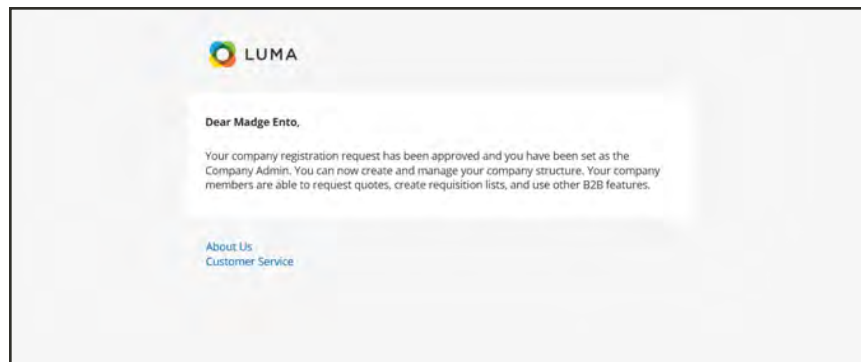 LUMA
Dear Madge Ento,
Your company registration request has been approved and you have been set as the
Company Admin. You can now create and manage your company structure. Your company
members are able to request quotes, create requisition lists, and use other B2B features.
About Us
Customer Service